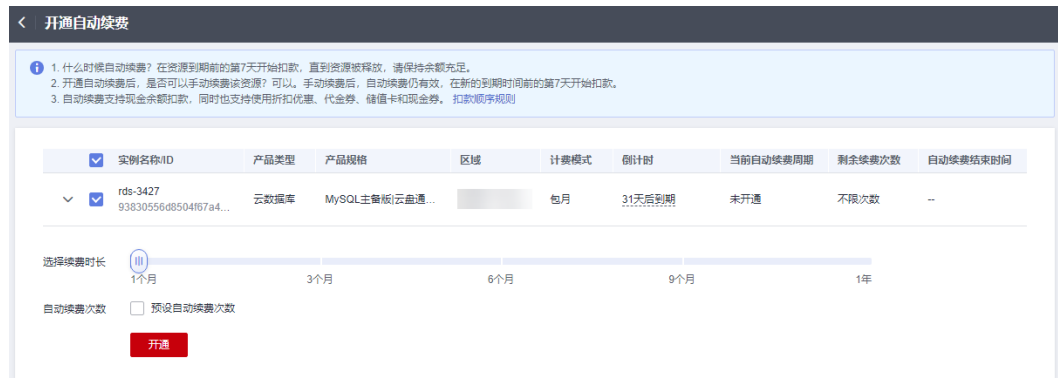 开通自动续费
1. 什么时候自动续费？在资源到期前的第7天开始扣款，直到资源被释放，请保持余额充足。
2. 开通自动续费后，是否可以手动续费该资源？可以。手动续费后，自动续费仍有效，在新的到期时间前的第7天开始扣款。
3. 自动续费支持现金余额扣款，同时也支持使用折扣优惠、代金券、储值卡和现金券。 扣款顺序规则
实例名称/ID 产品类型 产品规格 区域 计费模式 倒计时 当前自动续费周期 剩余续费次数 自动续费结束时间
rds-3427
93830556d8504f67a4... 云数据库 MySQL主备版|云盘通... 包月 31天后到期 未开通 不限次数 --
选择续费时长
1个月 3个月 6个月 9个月 1年
自动续费次数 预设自动续费次数
开通